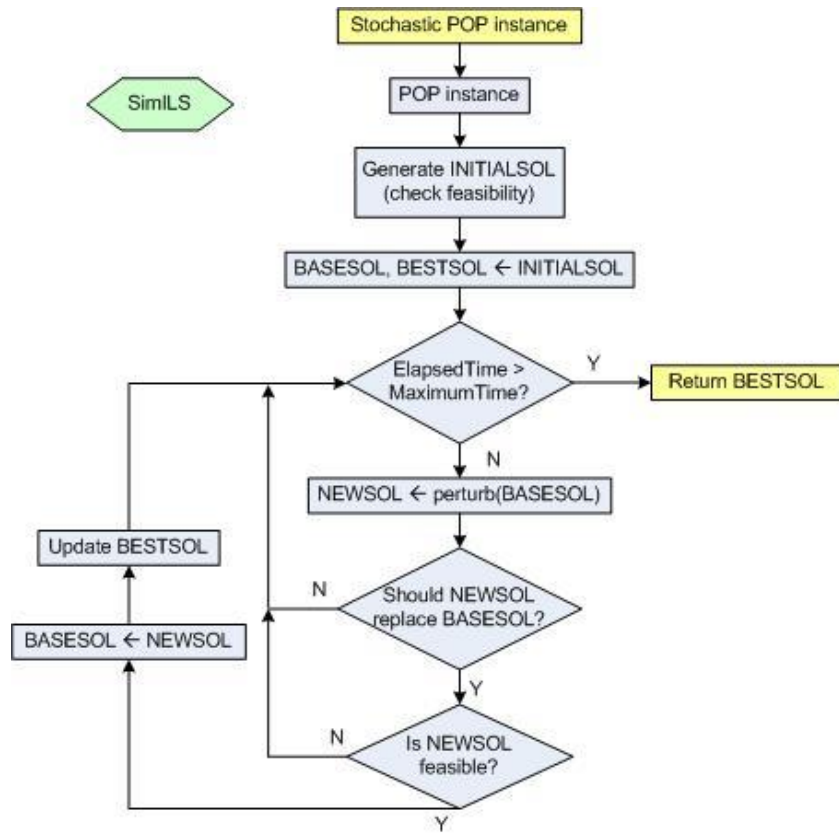 Stochastic POP instance
SimILS
POP instance
Generate INITIALSOL
(check feasibility)
BASESOL, BESTSOL ← INITIALSOL
ElapsedTime >
MaximumTime?
Y
Return BESTSOL
N
NEWSOL ← perturb(BASESOL)
Update BESTSOL
Should NEWSOL
replace BASESOL?
N
BASESOL ← NEWSOL
Y
Is NEWSOL
feasible?
N
Y